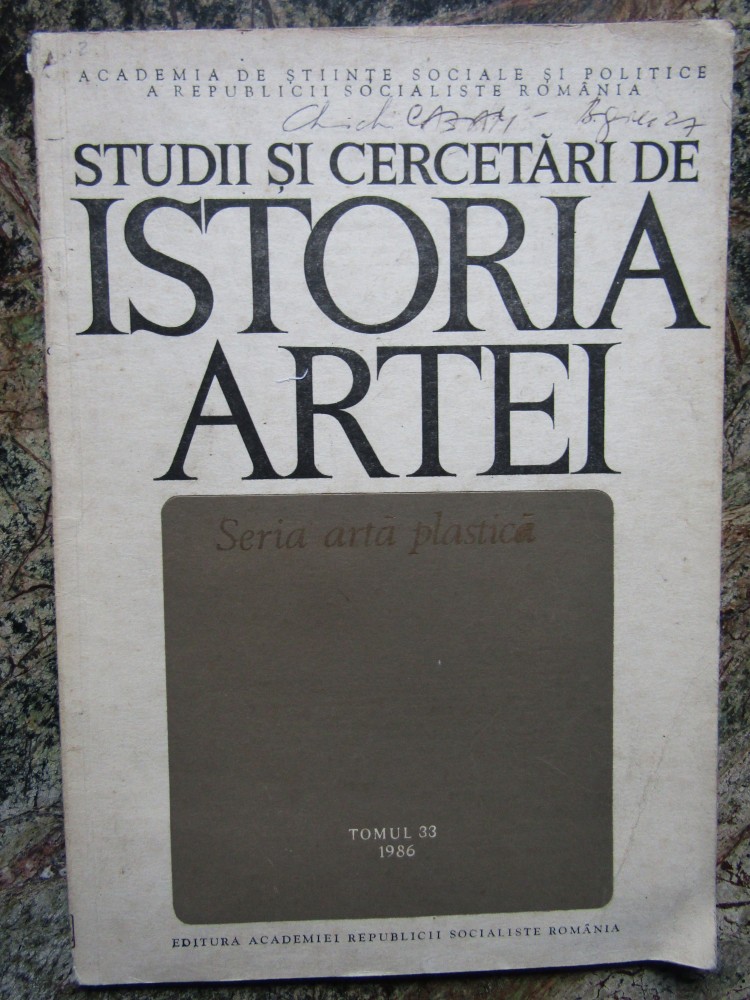 ACADEMIA DE ȘTIINȚE SOCIALE ȘI POLITICE
A REPUBLICII SOCIALISTE ROMÂNIA
STUDII ȘI CERCETĂRI DE
ISTORIA
ARTEI
Seria artă plastică
TOMUL 33
1986
EDITURA ACADEMIEI REPUBLICII SOCIALISTE ROMÂNIA